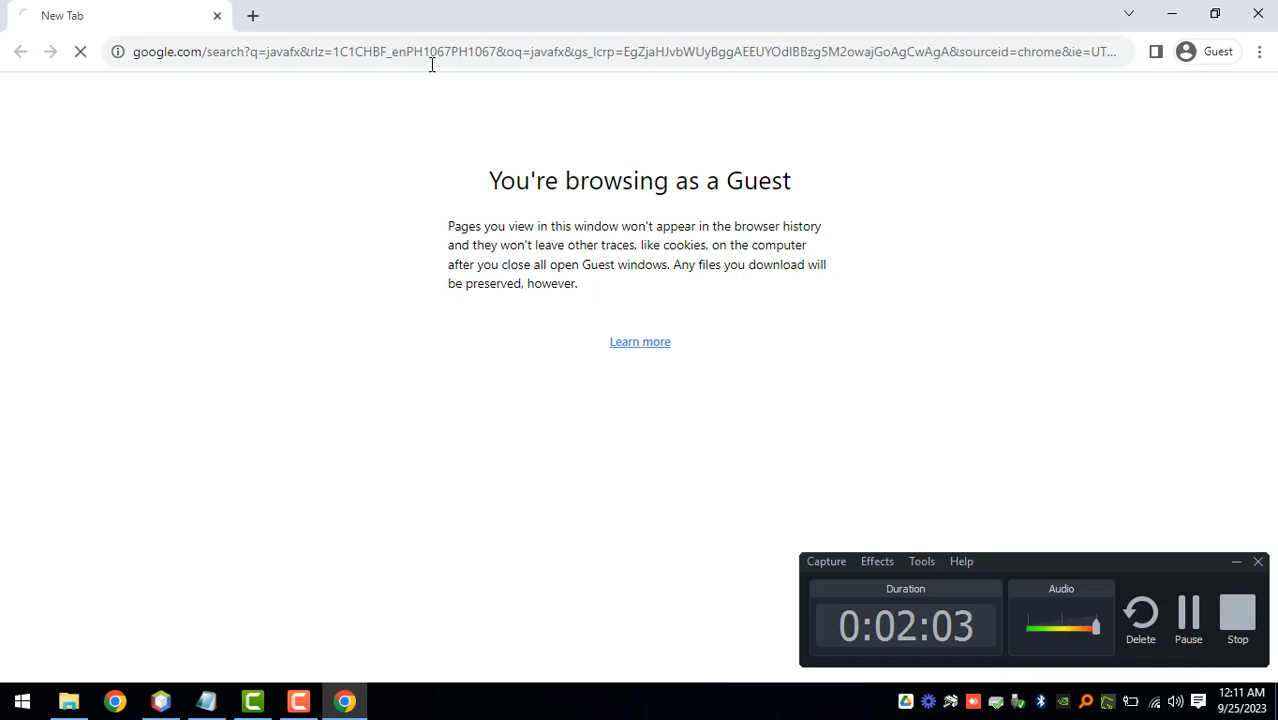 New Tab
google.com/search?q=javafx&rlz=1C1CHBF_enPH1067PH1067&oq=javafx&gs_lcrp=EgZjaHJvbWUyBggAEEUYOdIBBzg5M2owajGoAgCwAgA&sourceid=chrome&ie=UT...
Guest
You're browsing as a Guest
Pages you view in this window won't appear in the browser history
and they won't leave other traces, like cookies, on the computer
after you close all open Guest windows. Any files you download will
be preserved, however.
Learn more
Capture Effects Tools Help
Duration Audio
0:02:03
Delete Pause Stop
12:11 AM
9/25/2023